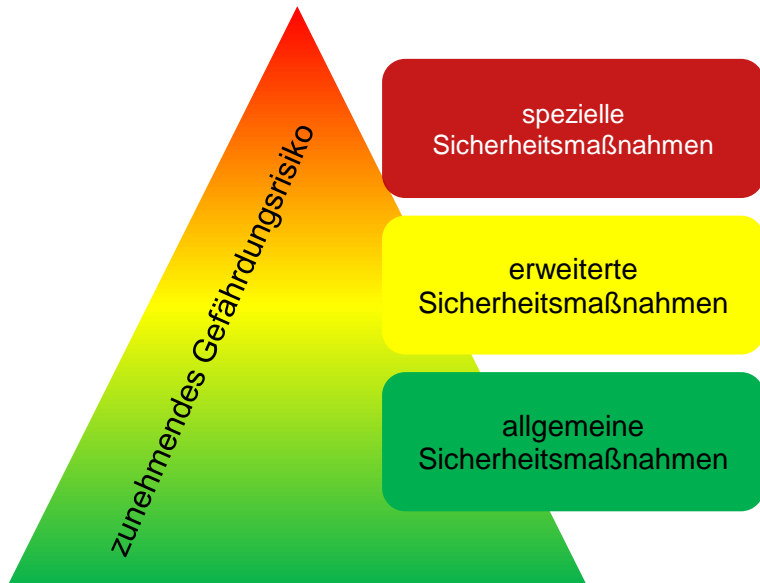 zunehmendes Gefährdungsrisiko
spezielle
Sicherheitsmaßnahmen
erweiterte
Sicherheitsmaßnahmen
allgemeine
Sicherheitsmaßnahmen